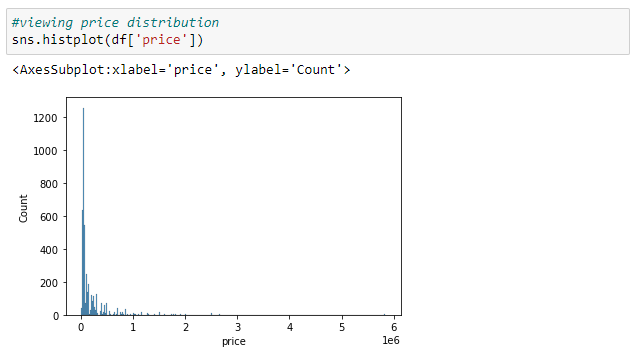 #viewing price distribution
sns.histplot(df['price'])
<AxesSubplot:xlabel='price', ylabel='Count'>
1200
1000
800
600
400
200
0
Count
0 1 2 3 4 5 6
1e6
price